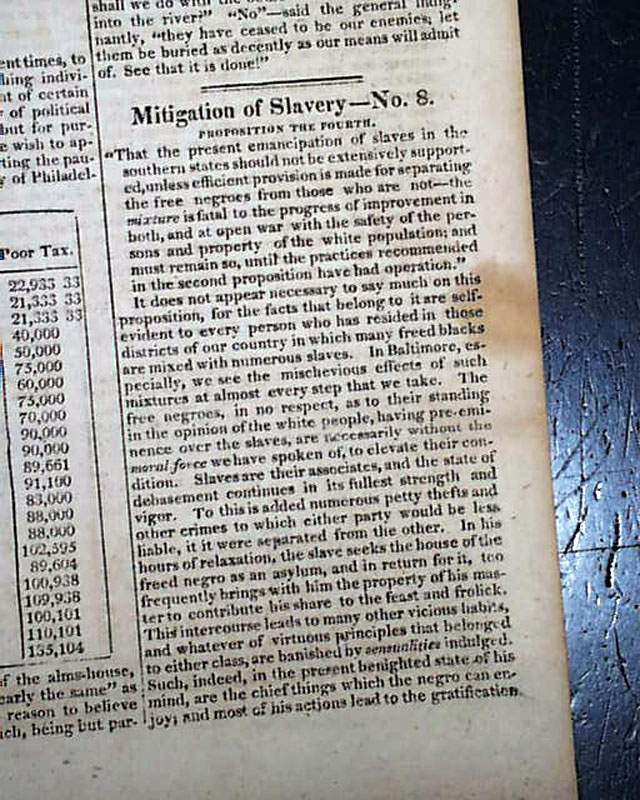 ent times, to
thing indivi-
nt of certain
y of political
but for pur-
e wish to ap-
rting the pau-
y of Philadel-
Poor Tax.
22,933 33
21,333 33
21,333 33
40,000
50,000
75,000
60,000
75,000
70,000
90,000
90,000
89,661
91,100
83,000
88,000
88,000
102,595
89,604
100,938
109,938
100,101
110,101
135,104
of the alms-house,
early the same" as
reason to believe
ich, being but par-
shall we do with the
into the river?" "No"—said the general indig-
nantly, "they have ceased to be our enemies; let
them be buried as decently as our means will admit
of. See that it is done!"
Mitigation of Slavery—No. 8.
PROPOSITION THE FOURTH.
"That the present emancipation of slaves in the
southern states should not be extensively support-
ed, unless efficient provision is made for separating
the free negroes from those who are not—the
mixture is fatal to the progress of improvement in
both, and at open war with the safety of the per-
sons and property of the white population; and
must remain so, until the practices recommended
in the second proposition have had operation."
It does not appear necessary to say much on this
proposition, for the facts that belong to it are self-
evident to every person who has resided in those
districts of our country in which many freed blacks
are mixed with numerous slaves. In Baltimore, es-
pecially, we see the mischevious effects of such
mixtures at almost every step that we take. The
free negroes, in no respect, as to their standing
in the opinion of the white people, having pre-emi-
nence over the slaves, are necessarily without the
moral force we have spoken of, to elevate their con-
dition. Slaves are their associates, and the state of
debasement continues in its fullest strength and
vigor. To this is added numerous petty thefts and
other crimes to which either party would be less
liable, it it were separated from the other. In his
hours of relaxation, the slave seeks the house of the
freed negro as an asylum, and in return for it, too
frequently brings with him the property of his mas-
ter to contribute his share to the feast and frolick.
This intercourse leads to many other vicious habits,
and whatever of virtuous principles that belonged
to either class, are banished by sensualities indulged.
Such, indeed, in the present benighted state of his
mind, are the chief things which the negro can en-
joy; and most of his actions lead to the gratification